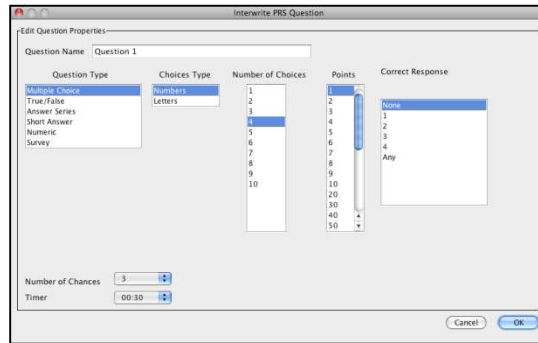 Interwrite PRS Question
Edit Question Properties
Question Name Question 1
Question Type
Multiple Choice
True/False
Answer Series
Short Answer
Numeric
Survey
Choices Type
Numbers
Letters
Number of Choices
1
2
3
4
5
6
7
8
9
10
Points
1
2
3
4
5
6
7
8
9
10
20
30
40
50
Correct Response
None
1
2
3
4
Any
Number of Chances 3
Timer 00:30
Cancel OK